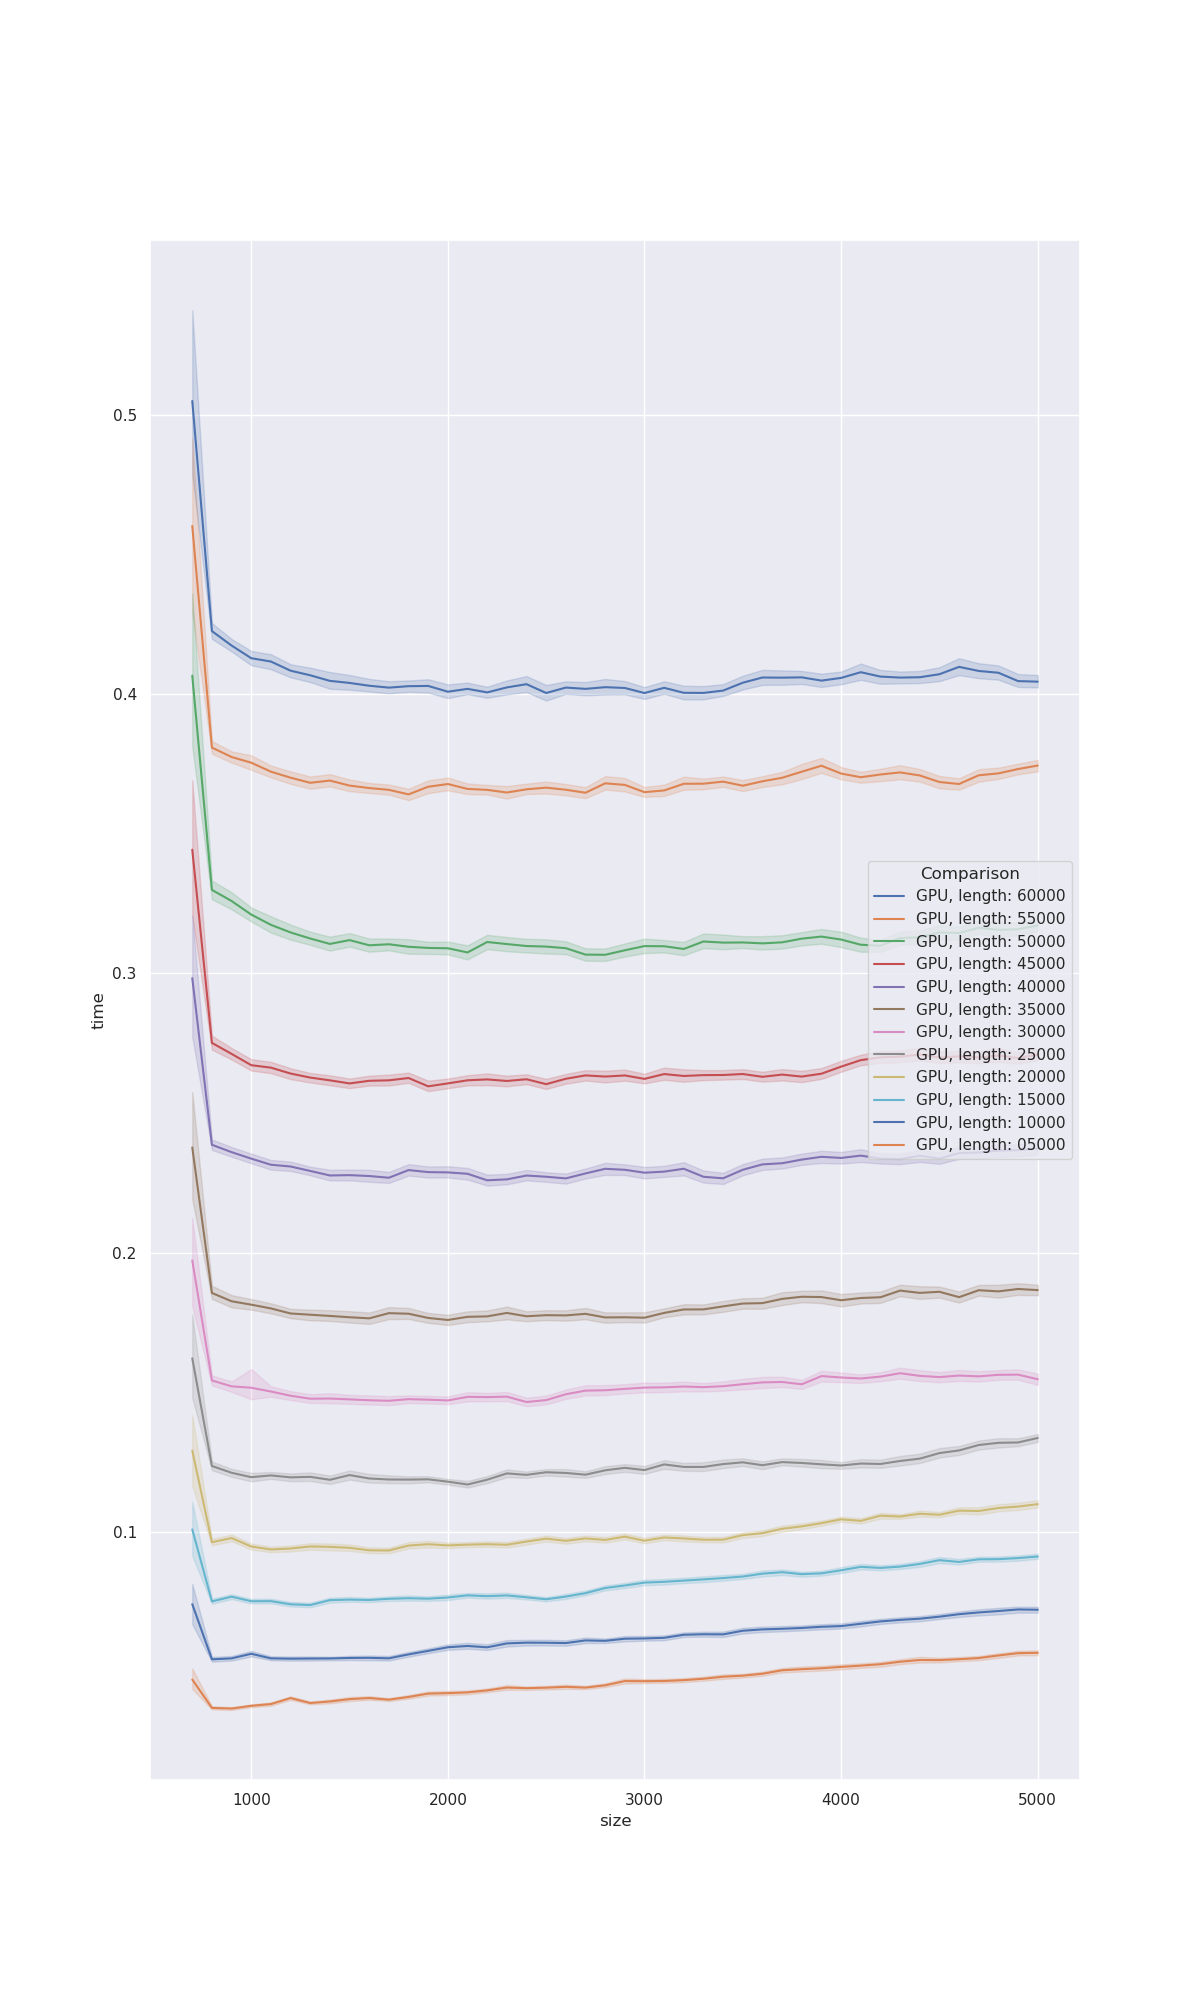 0.5
0.4
0.3
0.2
0.1
time
1000 2000 3000 4000 5000
size
Comparison
GPU, length: 60000
GPU, length: 55000
GPU, length: 50000
GPU, length: 45000
GPU, length: 40000
GPU, length: 35000
GPU, length: 30000
GPU, length: 25000
GPU, length: 20000
GPU, length: 15000
GPU, length: 10000
GPU, length: 05000